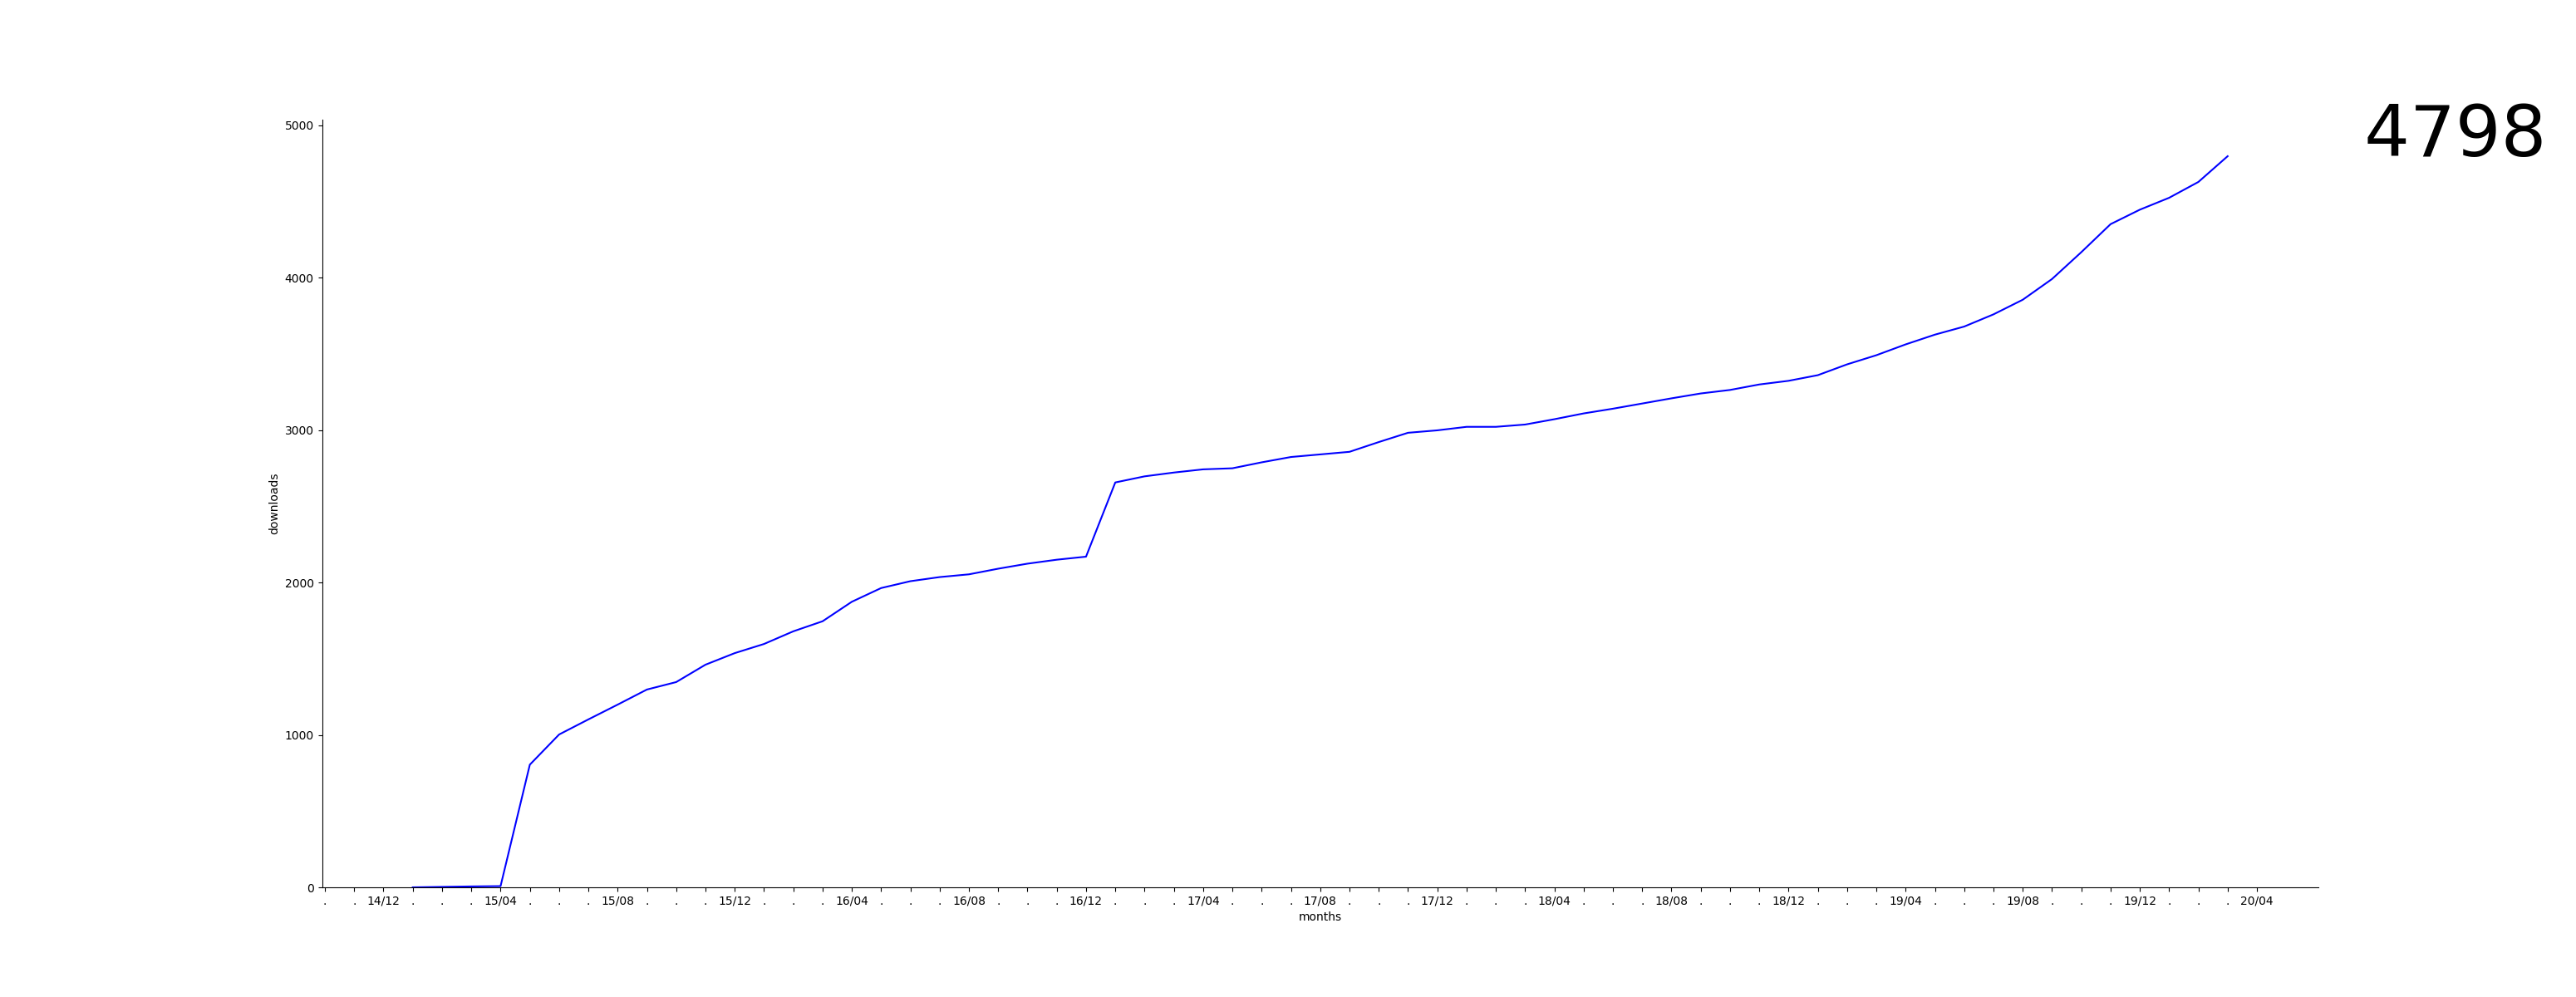 4798
5000
4000
3000
2000
1000
0
downloads
. . 14/12 . . . 15/04 . . . 15/08 . . . 15/12 . . . 16/04 . . . 16/08 . . . 16/12 . . . 17/04 . . . 17/08 . . . 17/12 . . . 18/04 . . . 18/08 . . . 18/12 . . . 19/04 . . . 19/08 . . . 19/12 . . . 20/04
months